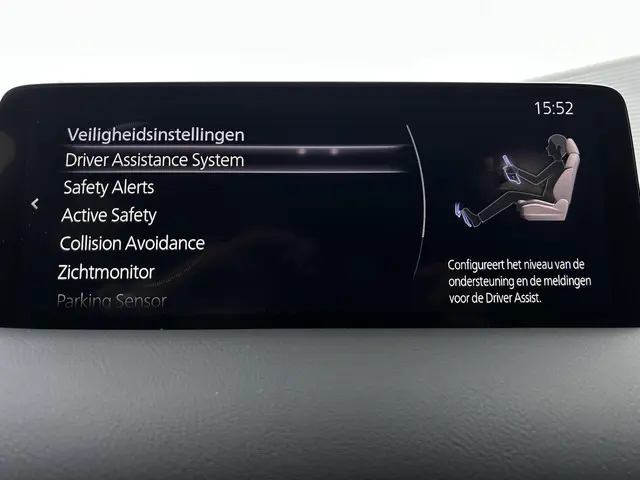 15:52
Veiligheidsinstellingen
Driver Assistance System
Safety Alerts
Active Safety
Collision Avoidance
Zichtmonitor
Parking Sensor
Configureert het niveau van de
ondersteuning en de meldingen
voor de Driver Assist.